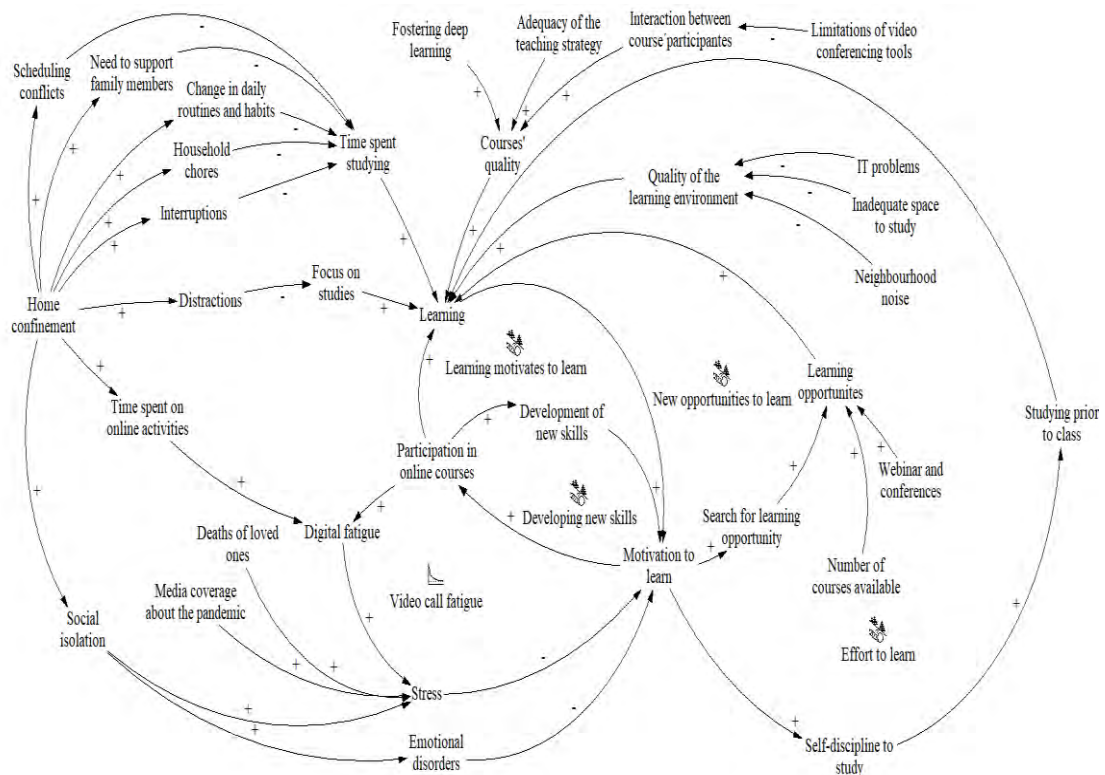 Fostering deep
learning
Adequacy of the
teaching strategy
Interaction between
course´participantes
Limitations of video
conferencing tools
Scheduling
conflicts
Need to support
family members
Change in daily
routines and habits
Household
chores
Interruptions
Time spent
studying
Courses'
quality
Quality of the
learning environment
IT problems
Inadequate space
to study
Neighbourhood
noise
Home
confinement
Distractions
Focus on
studies
Learning
Learning motivates to learn
New opportunities to learn
Learning
opportunites
Studying prior
to class
Time spent on
online activities
Participation in
online courses
Development of
new skills
Webinar and
conferences
Digital fatigue
Developing new skills
Search for learning
opportunity
Deaths of loved
ones
Motivation to
learn
Number of
courses available
Media coverage
about the pandemic
Video call fatigue
Social
isolation
Effort to learn
Stress
Emotional
disorders
Self-discipline to
study